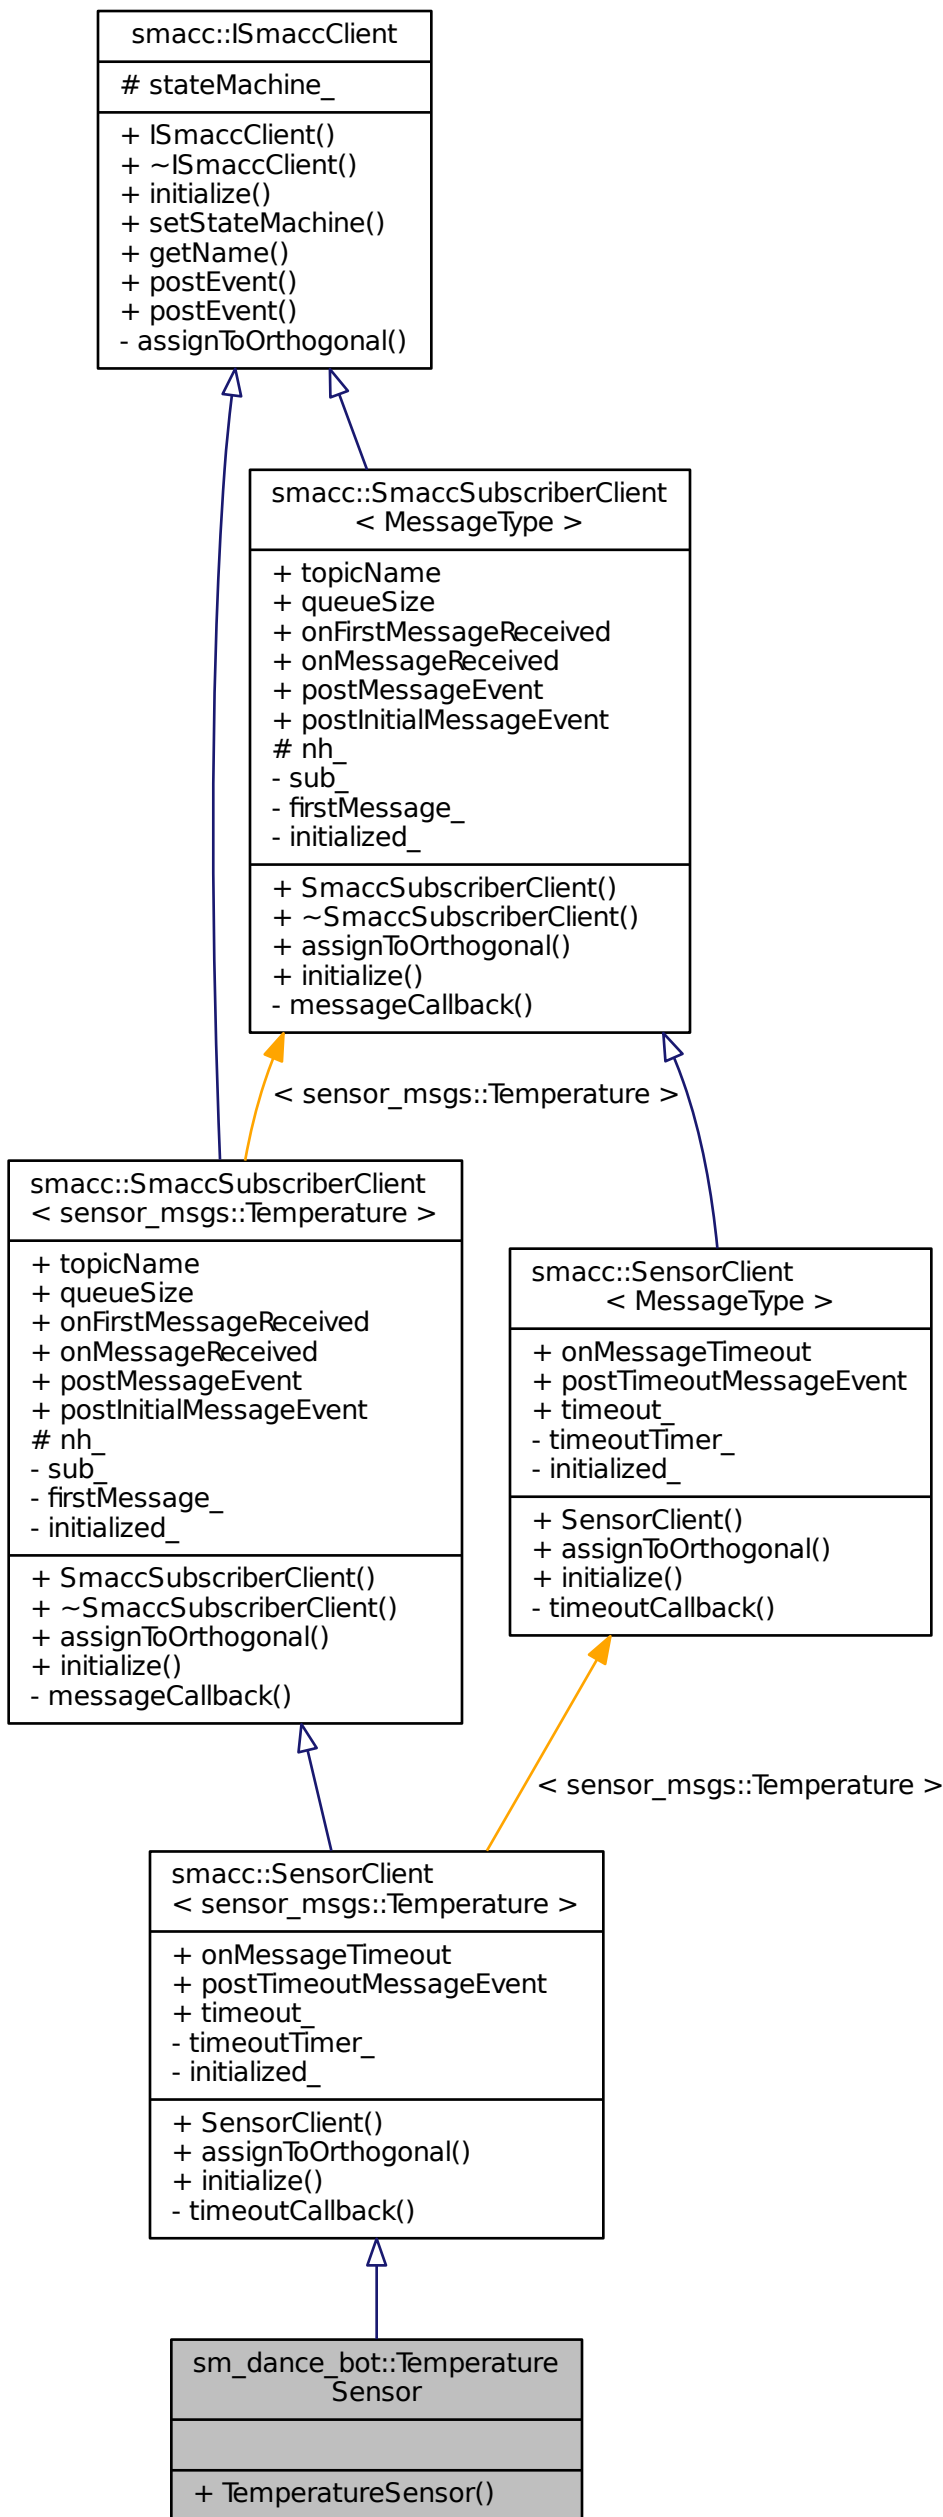 smacc::ISmaccClient
# stateMachine_
+ ISmaccClient()
+ ~ISmaccClient()
+ initialize()
+ setStateMachine()
+ getName()
+ postEvent()
+ postEvent()
- assignToOrthogonal()
smacc::SmaccSubscriberClient
< MessageType >
+ topicName
+ queueSize
+ onFirstMessageReceived
+ onMessageReceived
+ postMessageEvent
+ postInitialMessageEvent
# nh_
- sub_
- firstMessage_
- initialized_
+ SmaccSubscriberClient()
+ ~SmaccSubscriberClient()
+ assignToOrthogonal()
+ initialize()
- messageCallback()
< sensor_msgs::Temperature >
smacc::SmaccSubscriberClient
< sensor_msgs::Temperature >
+ topicName
+ queueSize
+ onFirstMessageReceived
+ onMessageReceived
+ postMessageEvent
+ postInitialMessageEvent
# nh_
- sub_
- firstMessage_
- initialized_
+ SmaccSubscriberClient()
+ ~SmaccSubscriberClient()
+ assignToOrthogonal()
+ initialize()
- messageCallback()
smacc::SensorClient
< MessageType >
+ onMessageTimeout
+ postTimeoutMessageEvent
+ timeout_
- timeoutTimer_
- initialized_
+ SensorClient()
+ assignToOrthogonal()
+ initialize()
- timeoutCallback()
< sensor_msgs::Temperature >
smacc::SensorClient
< sensor_msgs::Temperature >
+ onMessageTimeout
+ postTimeoutMessageEvent
+ timeout_
- timeoutTimer_
- initialized_
+ SensorClient()
+ assignToOrthogonal()
+ initialize()
- timeoutCallback()
sm_dance_bot::Temperature
Sensor
+ TemperatureSensor()